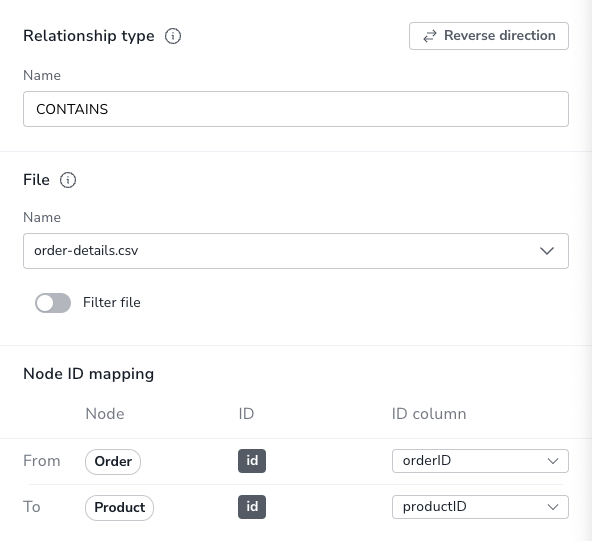 Relationship type Reverse direction
Name
CONTAINS
File
Name
order-details.csv
Filter file
Node ID mapping
Node ID ID column
From Order id orderID
To Product id productID